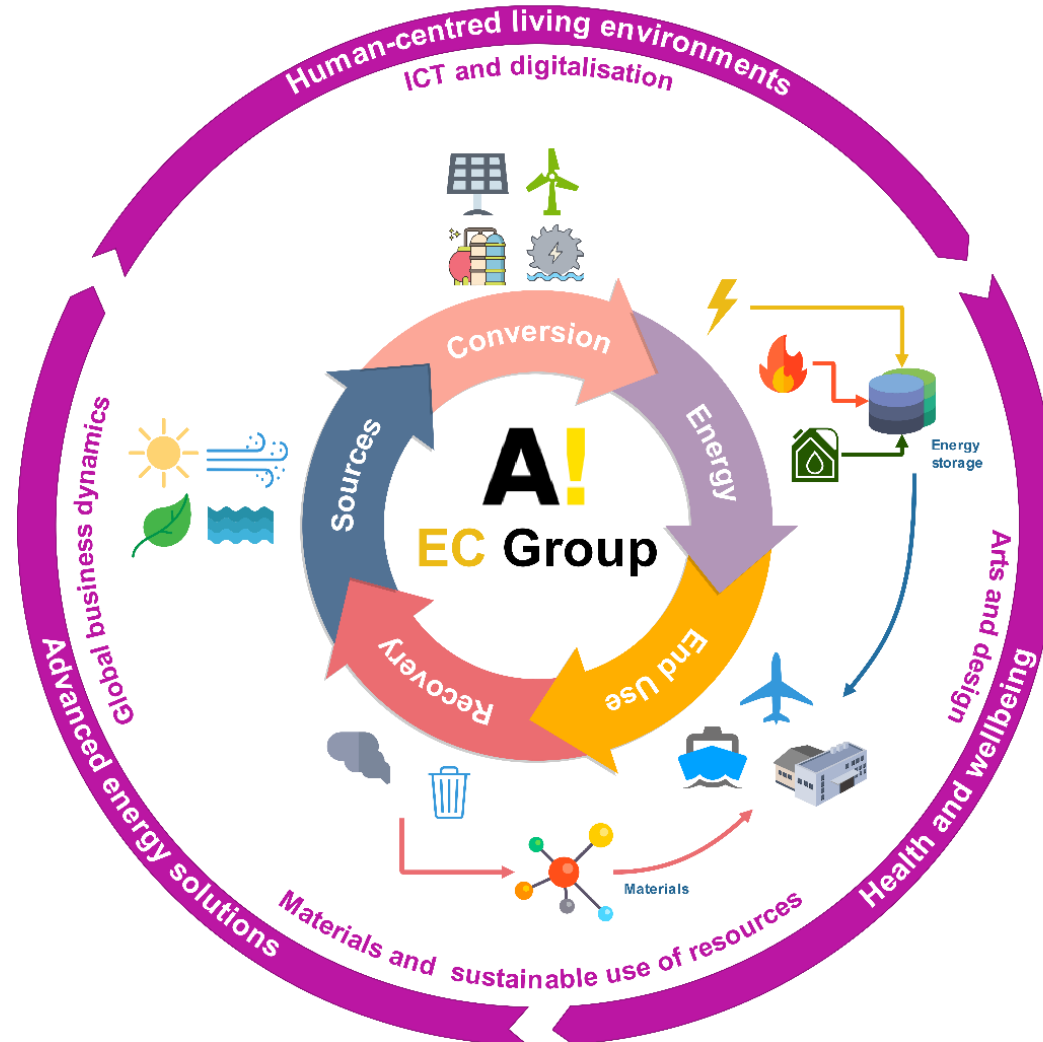 Human-centred living environments
ICT and digitalisation
Conversion
Energy
Sources
A!
EC Group
End Use
Recovery
Energy
storage
Global business dynamics
Arts and design
Advanced energy solutions
Health and wellbeing
Materials
Materials and sustainable use of resources